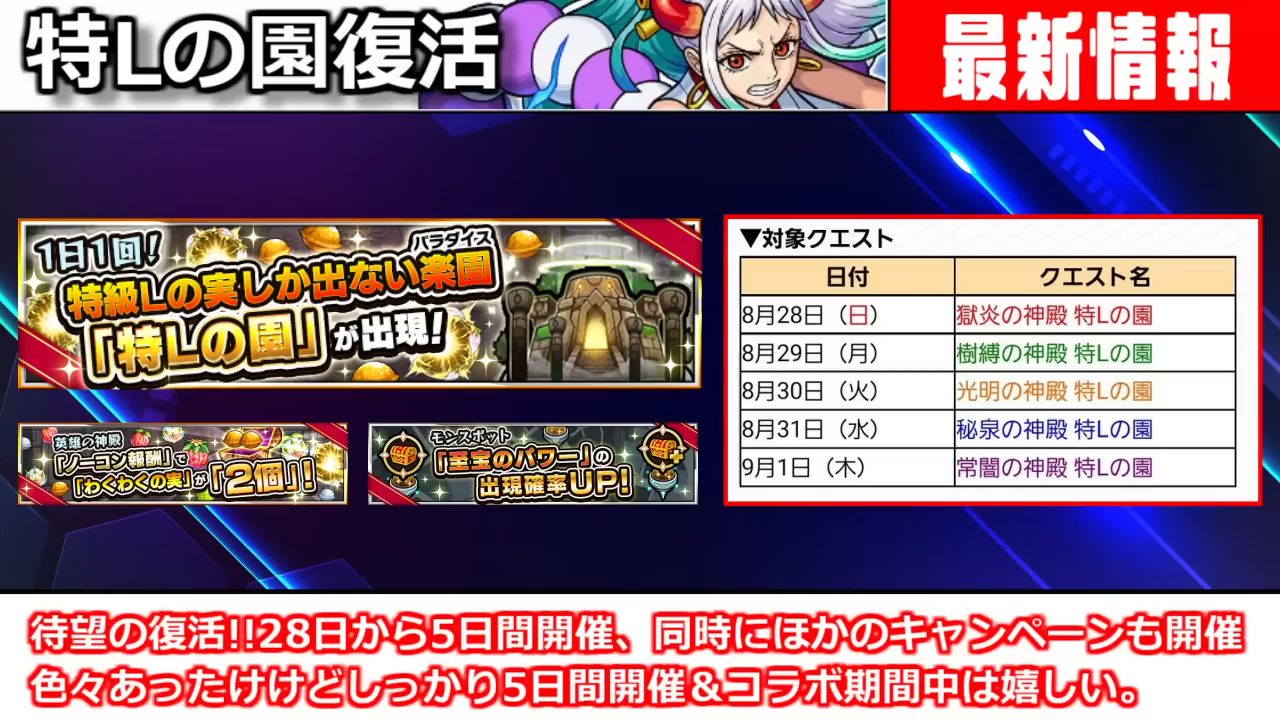 特Lの園復活
最新情報
1日1回!
パラダイス
特級Lの実しか出ない楽園
「特Lの園」が出現!
英雄の神殿
「ノーコン報酬」で
「わくわくの実」が「2個」!
モンスポット
「至宝のパワー」の
出現確率UP!
▼対象クエスト
日付 クエスト名
8月28日（日） 獄炎の神殿 特Lの園
8月29日（月） 樹縛の神殿 特Lの園
8月30日（火） 光明の神殿 特Lの園
8月31日（水） 秘泉の神殿 特Lの園
9月1日（木） 常闇の神殿 特Lの園
待望の復活!!28日から5日間開催、同時にほかのキャンペーンも開催
色々あったけけどしっかり5日間開催＆コラボ期間中は嬉しい。